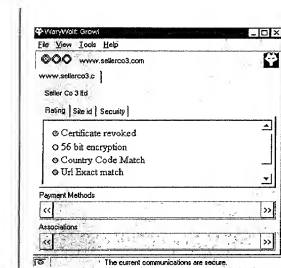 WaryWolf: Growl
File View Tools Help
www.sellerco3.com
www.sellerco3.c
Seller Co 3 ltd
Rating Site id Security
Certificate revoked
56 bit encryption
Country Code Match
Url Exact match
Payment Methods
<< >>
Associations
<< >>
The current communications are secure.